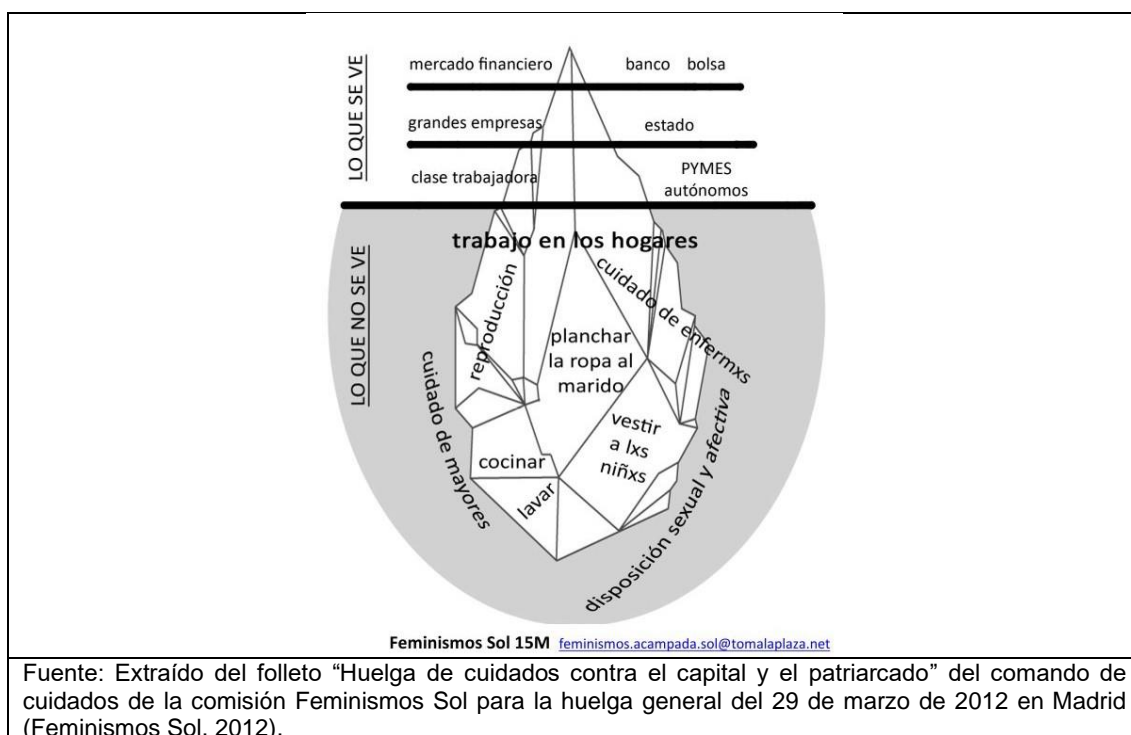 LO QUE SE VE
mercado financiero
banco
bolsa
grandes empresas
estado
clase trabajadora
PYMES
autónomos
LO QUE NO SE VE
trabajo en los hogares
reproducción
cuidado de enfermxs
planchar
la ropa al
marido
cuidado de mayores
vestir
a lxs
niñxs
cocinar
lavar
disposición sexual y afectiva
Feminismos Sol 15M feminismos.acampada.sol@tomalaplaza.net
Fuente: Extraído del folleto “Huelga de cuidados contra el capital y el patriarcado” del comando de
cuidados de la comisión Feminismos Sol para la huelga general del 29 de marzo de 2012 en Madrid
(Feminismos Sol, 2012).